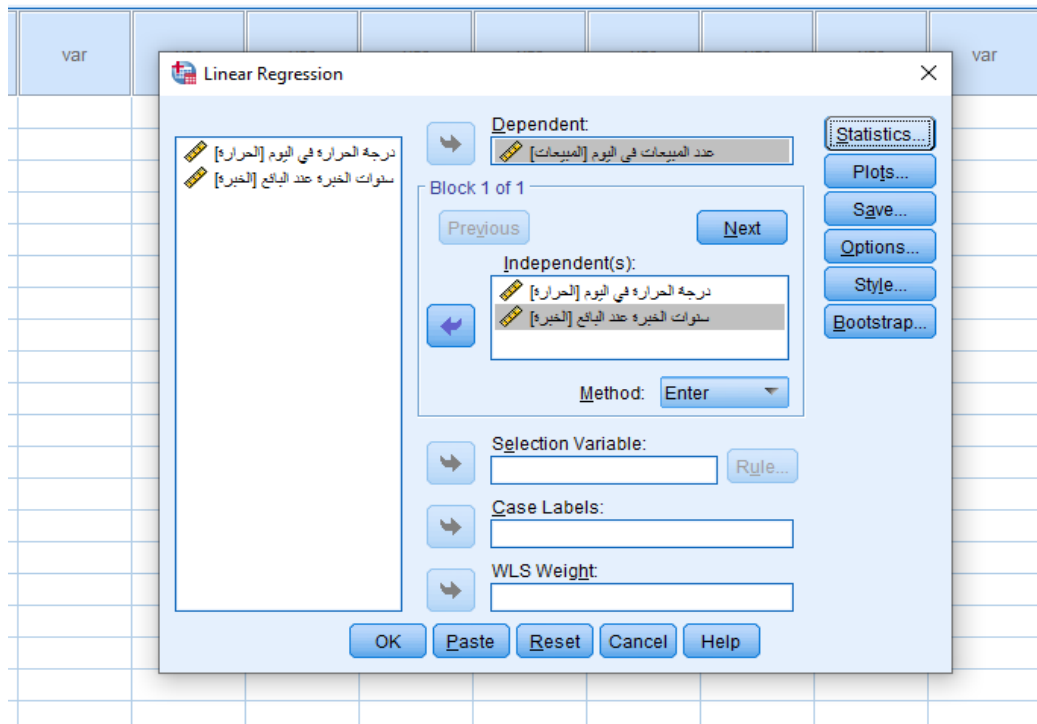 var
var
Linear Regression
درجة الحرارة في اليوم [الحرارة]
سنوات الخبرة عند البائع [الخبرة]
Dependent:
عدد المبيعات في اليوم [المبيعات]
Block 1 of 1
Previous
Next
Independent(s):
درجة الحرارة في اليوم [الحرارة]
سنوات الخبرة عند البائع [الخبرة]
Method: Enter
Selection Variable:
Rule...
Case Labels:
WLS Weight:
Statistics...
Plots...
Save...
Options...
Style...
Bootstrap...
OK Paste Reset Cancel Help